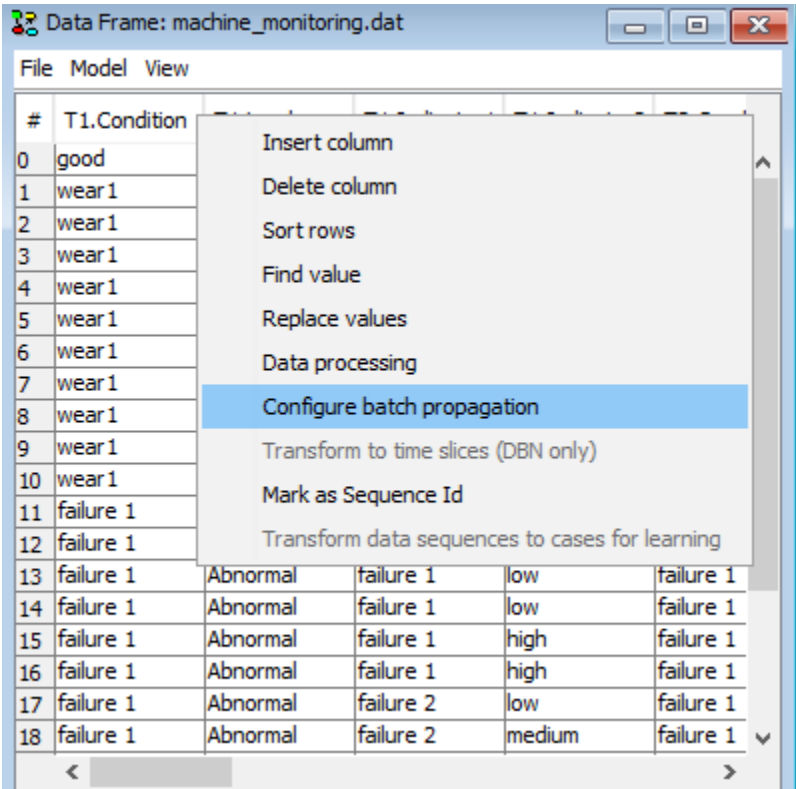 Data Frame: machine_monitoring.dat
File Model View
# T1.Condition
Insert column
Delete column
Sort rows
Find value
Replace values
Data processing
Configure batch propagation
Transform to time slices (DBN only)
Mark as Sequence Id
Transform data sequences to cases for learning
0 good
1 wear1
2 wear1
3 wear1
4 wear1
5 wear1
6 wear1
7 wear1
8 wear1
9 wear1
10 wear1
11 failure 1
12 failure 1
13 failure 1 Abnormal failure 1 low failure 1
14 failure 1 Abnormal failure 1 low failure 1
15 failure 1 Abnormal failure 1 high failure 1
16 failure 1 Abnormal failure 1 high failure 1
17 failure 1 Abnormal failure 2 low failure 1
18 failure 1 Abnormal failure 2 medium failure 1